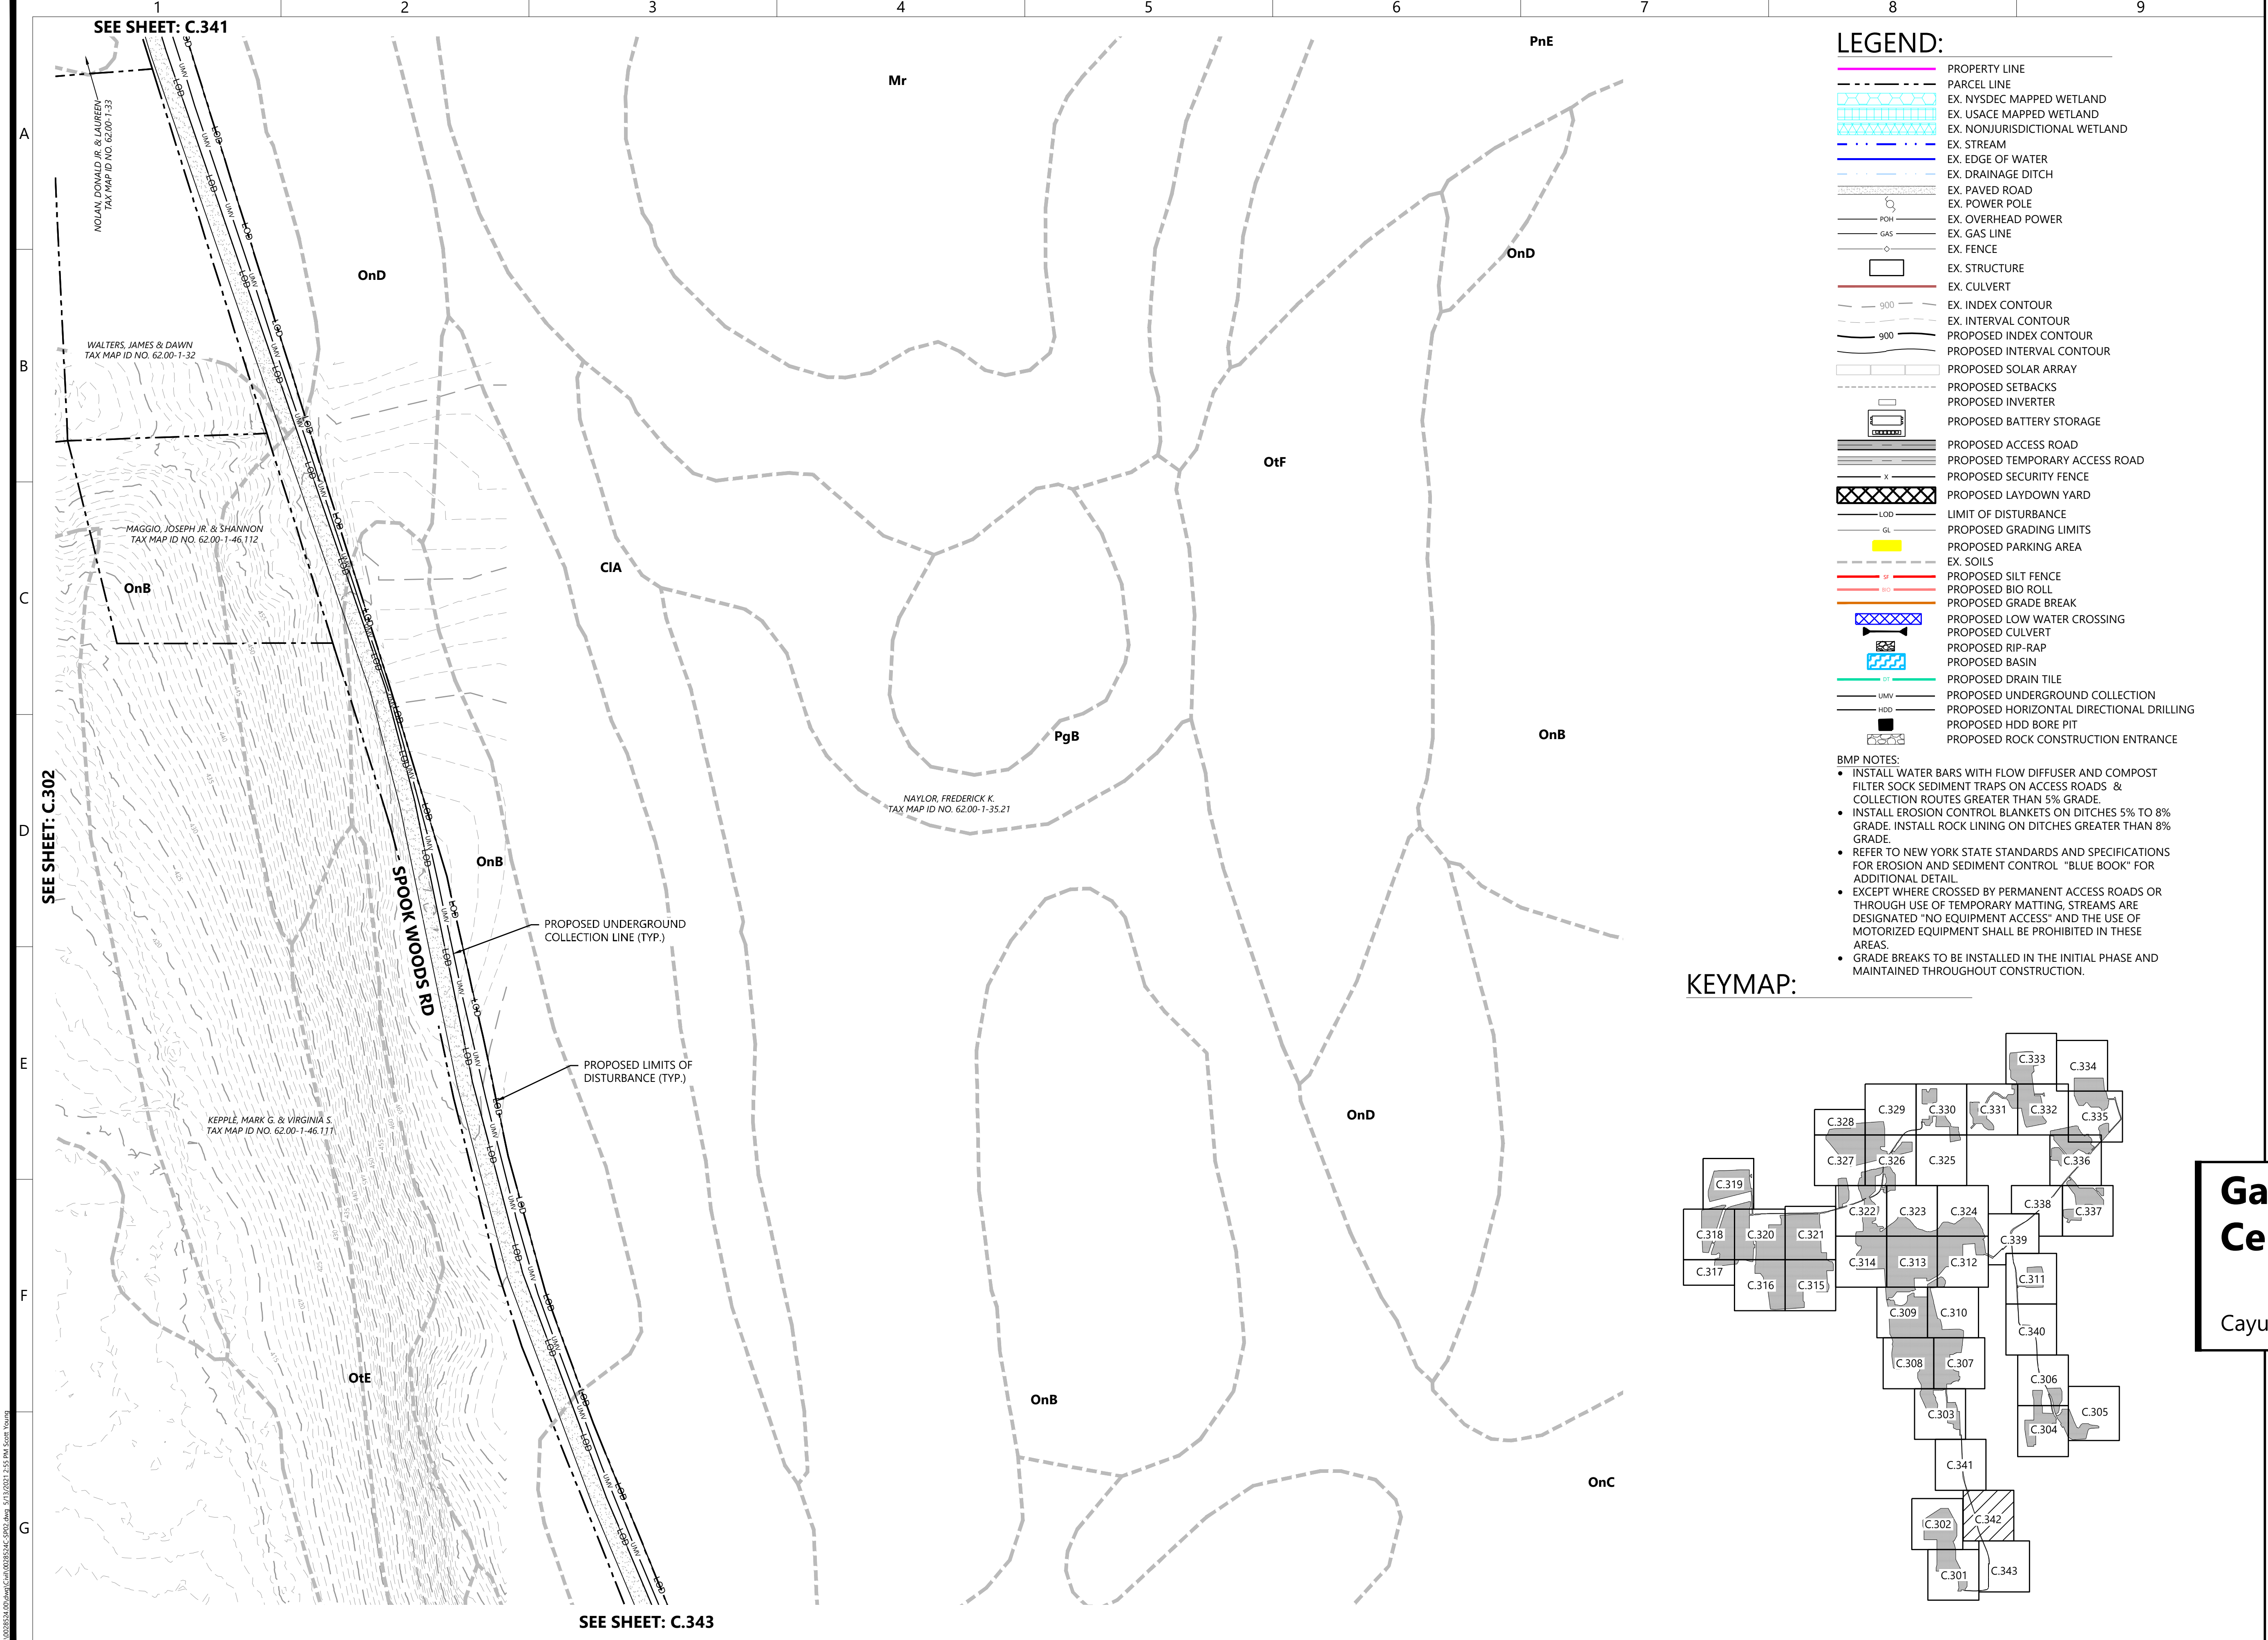 1
2
3
4
5
6
7
8
9
SEE SHEET: C.341
A
B
C
D
E
F
G
SEE SHEET: C.302
NOLAN, DONALD JR. & LAUREEN
TAX MAP ID NO. 62.00-1-33
WALTERS, JAMES & DAWN
TAX MAP ID NO. 62.00-1-32
MAGGIO, JOSEPH JR. & SHANNON
TAX MAP ID NO. 62.00-1-46.112
KEPPLE, MARK G. & VIRGINIA S.
TAX MAP ID NO. 62.00-1-46.111
NAYLOR, FREDERICK K.
TAX MAP ID NO. 62.00-1-35.21
Mr
PnE
OnD
OnD
OtF
ClA
OnB
PgB
OnB
OnB
OnD
OtE
OnB
OnC
SPOOK WOODS RD
PROPOSED UNDERGROUND
COLLECTION LINE (TYP.)
PROPOSED LIMITS OF
DISTURBANCE (TYP.)
LOD
UMV
SEE SHEET: C.343
LEGEND:
PROPERTY LINE
PARCEL LINE
EX. NYSDEC MAPPED WETLAND
EX. USACE MAPPED WETLAND
EX. NONJURISDICTIONAL WETLAND
EX. STREAM
EX. EDGE OF WATER
EX. DRAINAGE DITCH
EX. PAVED ROAD
EX. POWER POLE
POH EX. OVERHEAD POWER
GAS EX. GAS LINE
EX. FENCE
EX. STRUCTURE
EX. CULVERT
900 EX. INDEX CONTOUR
EX. INTERVAL CONTOUR
900 PROPOSED INDEX CONTOUR
PROPOSED INTERVAL CONTOUR
PROPOSED SOLAR ARRAY
PROPOSED SETBACKS
PROPOSED INVERTER
PROPOSED BATTERY STORAGE
PROPOSED ACCESS ROAD
PROPOSED TEMPORARY ACCESS ROAD
X PROPOSED SECURITY FENCE
PROPOSED LAYDOWN YARD
LOD LIMIT OF DISTURBANCE
GL PROPOSED GRADING LIMITS
PROPOSED PARKING AREA
EX. SOILS
SF PROPOSED SILT FENCE
BIO PROPOSED BIO ROLL
PROPOSED GRADE BREAK
PROPOSED LOW WATER CROSSING
PROPOSED CULVERT
PROPOSED RIP-RAP
PROPOSED BASIN
DT PROPOSED DRAIN TILE
UMV PROPOSED UNDERGROUND COLLECTION
HDD PROPOSED HORIZONTAL DIRECTIONAL DRILLING
PROPOSED HDD BORE PIT
PROPOSED ROCK CONSTRUCTION ENTRANCE
BMP NOTES:
• INSTALL WATER BARS WITH FLOW DIFFUSER AND COMPOST
FILTER SOCK SEDIMENT TRAPS ON ACCESS ROADS &
COLLECTION ROUTES GREATER THAN 5% GRADE.
• INSTALL EROSION CONTROL BLANKETS ON DITCHES 5% TO 8%
GRADE. INSTALL ROCK LINING ON DITCHES GREATER THAN 8%
GRADE.
• REFER TO NEW YORK STATE STANDARDS AND SPECIFICATIONS
FOR EROSION AND SEDIMENT CONTROL "BLUE BOOK" FOR
ADDITIONAL DETAIL.
• EXCEPT WHERE CROSSED BY PERMANENT ACCESS ROADS OR
THROUGH USE OF TEMPORARY MATTING, STREAMS ARE
DESIGNATED "NO EQUIPMENT ACCESS" AND THE USE OF
MOTORIZED EQUIPMENT SHALL BE PROHIBITED IN THESE
AREAS.
• GRADE BREAKS TO BE INSTALLED IN THE INITIAL PHASE AND
MAINTAINED THROUGHOUT CONSTRUCTION.
KEYMAP:
C.333
C.334
C.329
C.330
C.331
C.332
C.335
C.328
C.327
C.326
C.325
C.336
C.319
C.322
C.323
C.324
C.338
C.337
C.318
C.320
C.321
C.339
C.317
C.314
C.313
C.312
C.316
C.315
C.311
C.309
C.310
C.340
C.308
C.307
C.306
C.303
C.305
C.304
C.341
C.302
C.342
C.301
C.343
Ga
Ce
Cayu